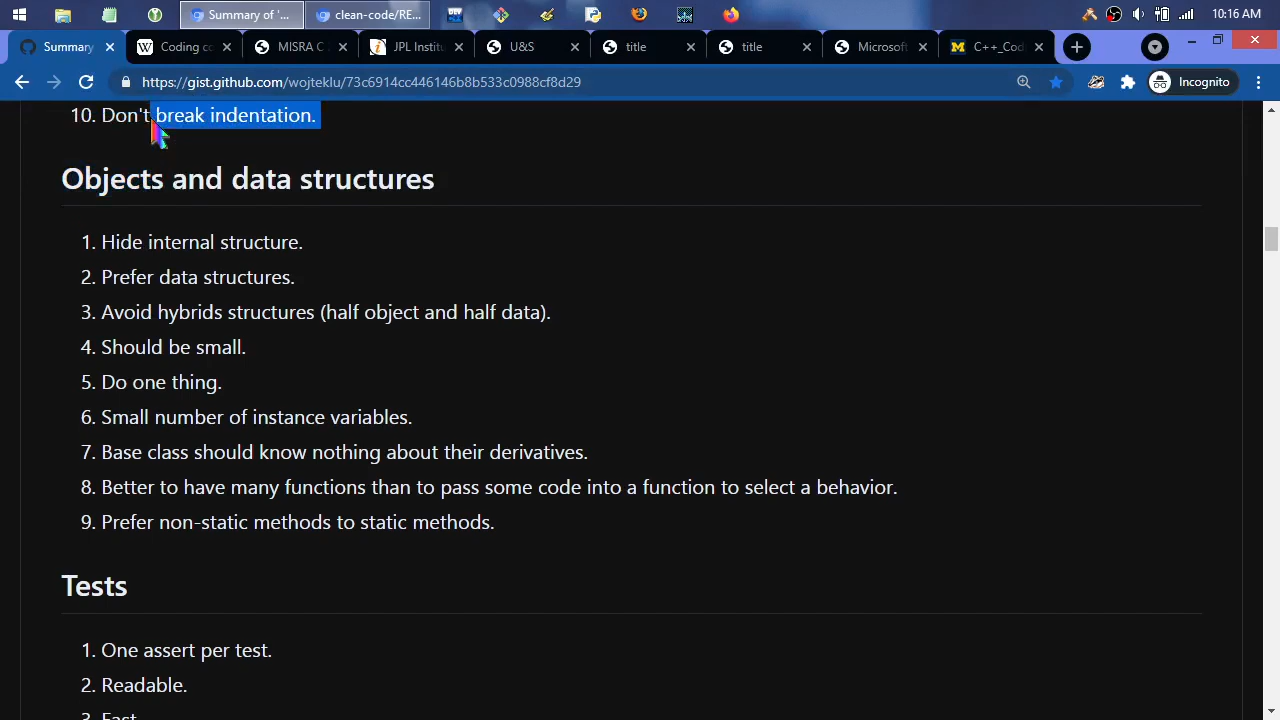 Summary of '...
clean-code/RE...
10:16 AM
Summary
Coding co
MISRA C
JPL Institu
U&S
title
title
Microsoft
C++_Cod
https://gist.github.com/wojteklu/73c6914cc446146b8b533c0988cf8d29
Incognito
10. Don't break indentation.
Objects and data structures
1. Hide internal structure.
2. Prefer data structures.
3. Avoid hybrids structures (half object and half data).
4. Should be small.
5. Do one thing.
6. Small number of instance variables.
7. Base class should know nothing about their derivatives.
8. Better to have many functions than to pass some code into a function to select a behavior.
9. Prefer non-static methods to static methods.
Tests
1. One assert per test.
2. Readable.
3. Fast.